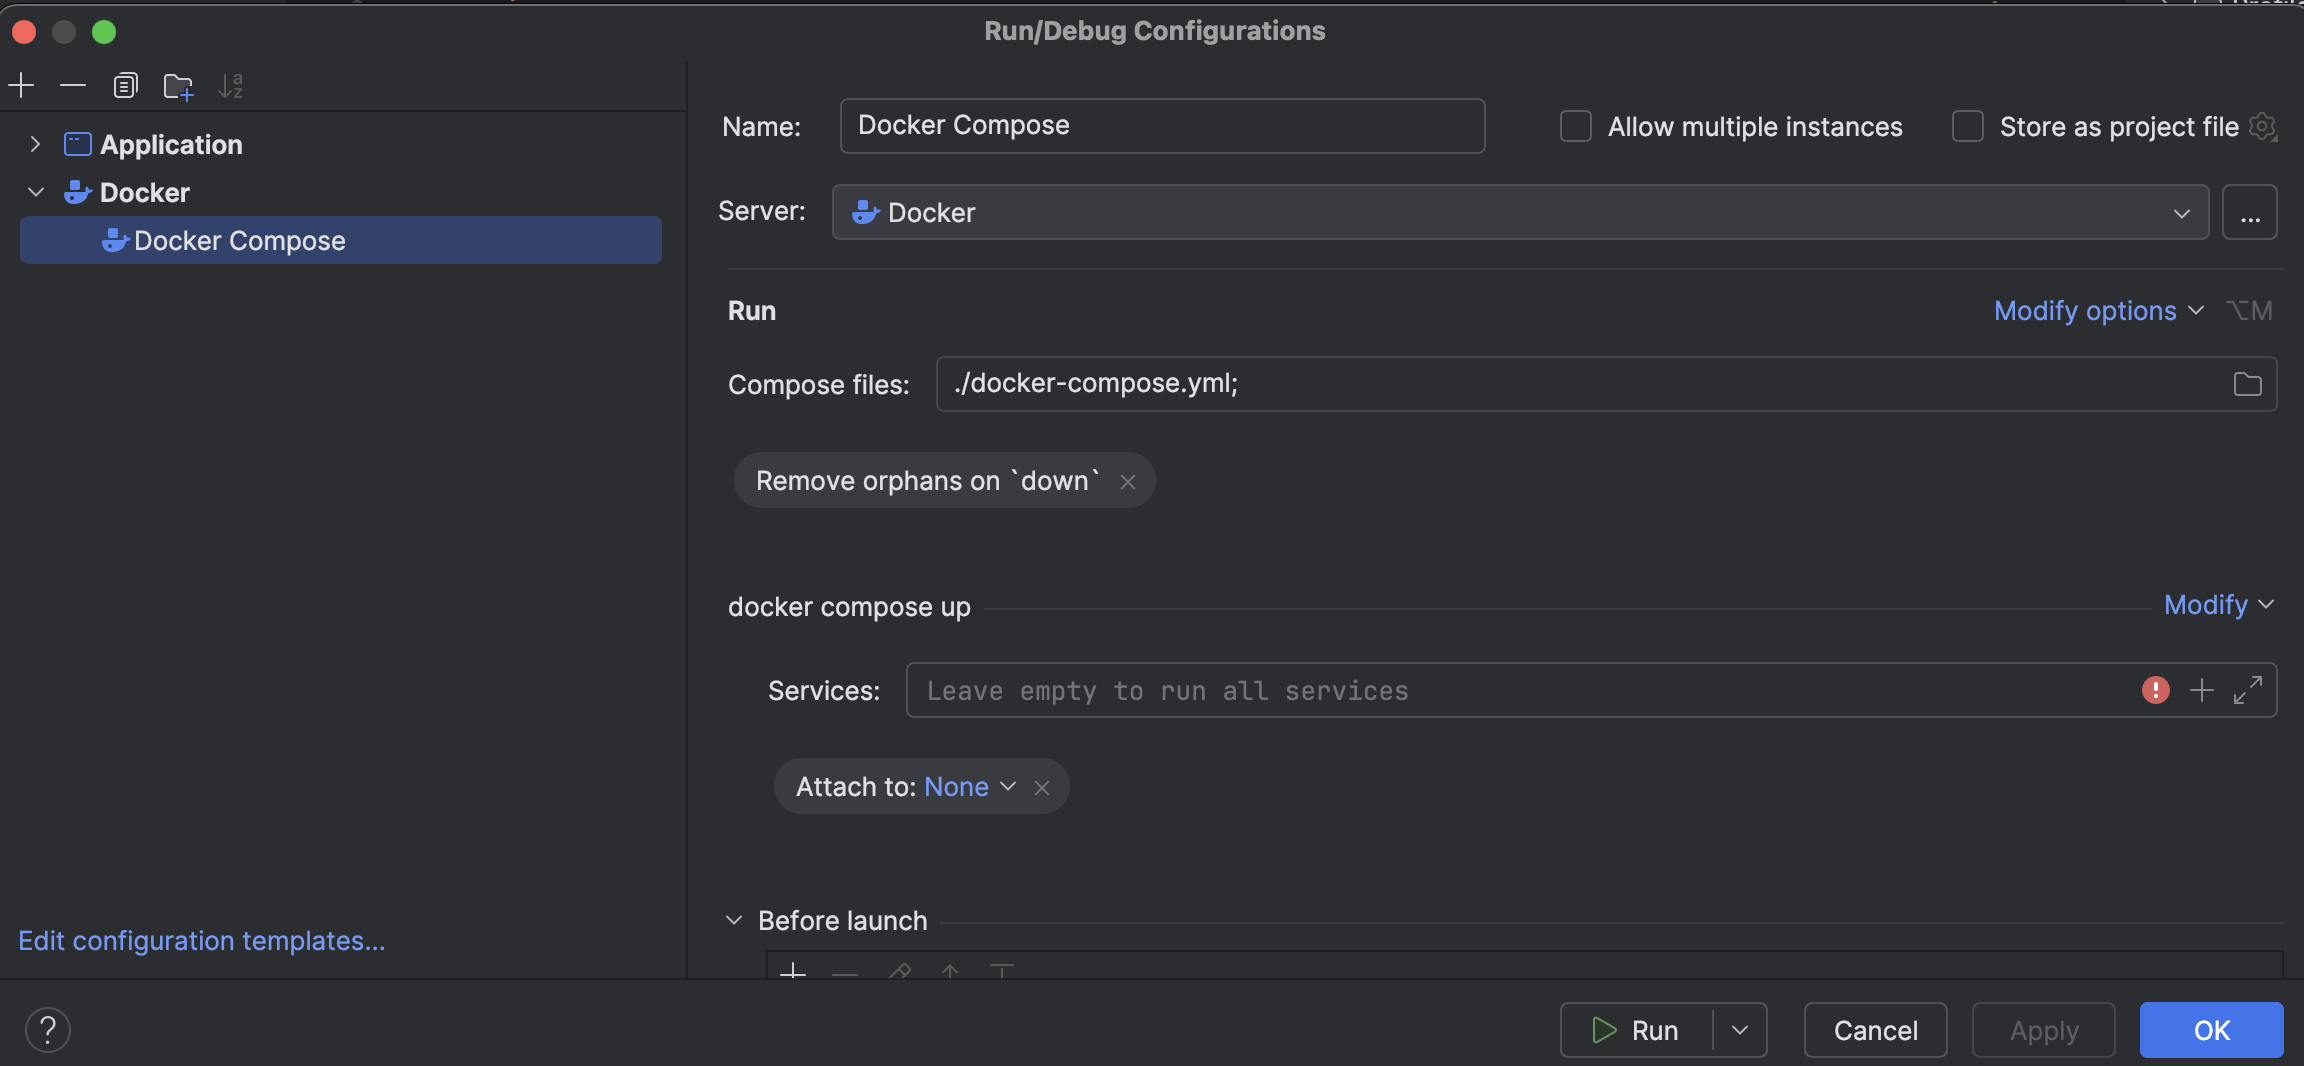 Run/Debug Configurations
Application
Docker
Docker Compose
Edit configuration templates...
Name: Docker Compose
Allow multiple instances
Store as project file
Server: Docker
...
Run
Modify options ⌥M
Compose files: ./docker-compose.yml;
Remove orphans on `down`
docker compose up
Modify
Services: Leave empty to run all services
Attach to: None
Before launch
?
Run
Cancel
Apply
OK